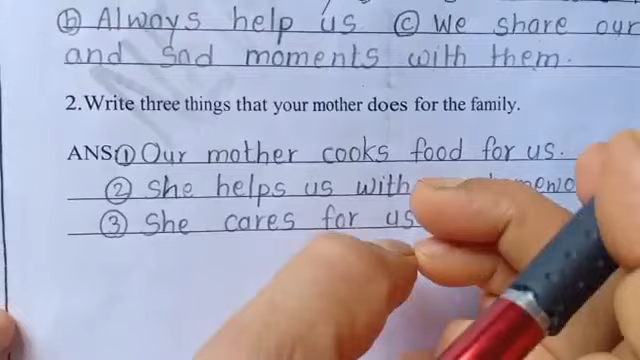 ⓑ Always help us ⓒ We share our
and sad moments with them.
2. Write three things that your mother does for the family.
ANS① Our mother cooks food for us.
② She helps us with
③ She cares for us